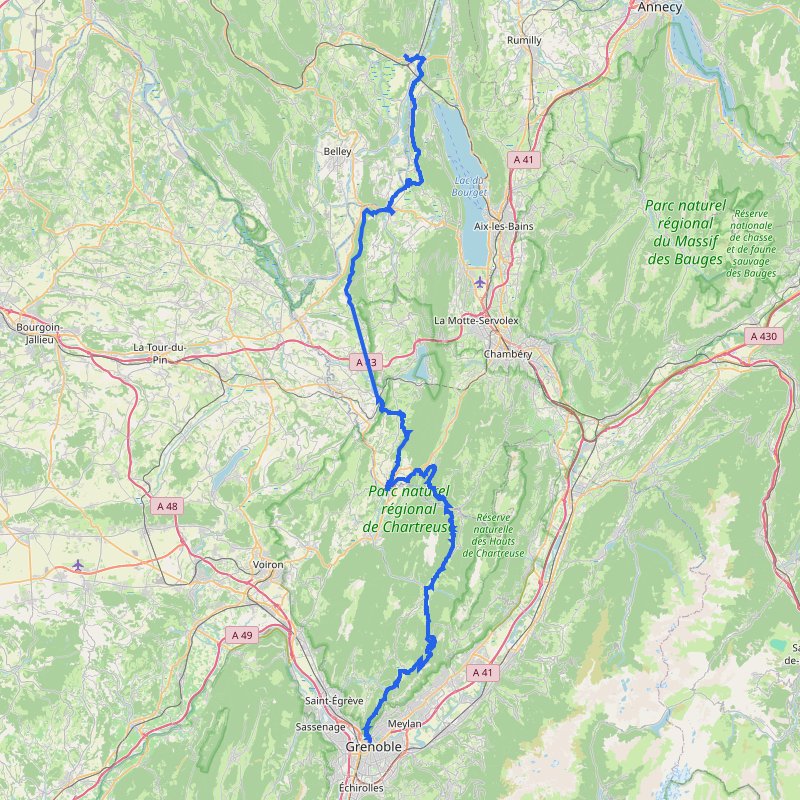 Annecy
Rumilly
A 41
Belley
Lac du
Bourget
Parc naturel
régional
du Massif
des Bauges
Réserve
nationale
de chasse
et de faune
sauvage
des Bauges
Aix-les-Bains
La Motte-Servolex
Bourgoin-
Jallieu
A 430
La Tour-du-
Pin
Chambéry
A 48
Parc naturel
régional
de Chartreuse
Réserve
naturelle
des Hauts
de Chartreuse
Voiron
A 49
A 41
Saint-Égrève
Meylan
Sassenage
Grenoble
Échirolles